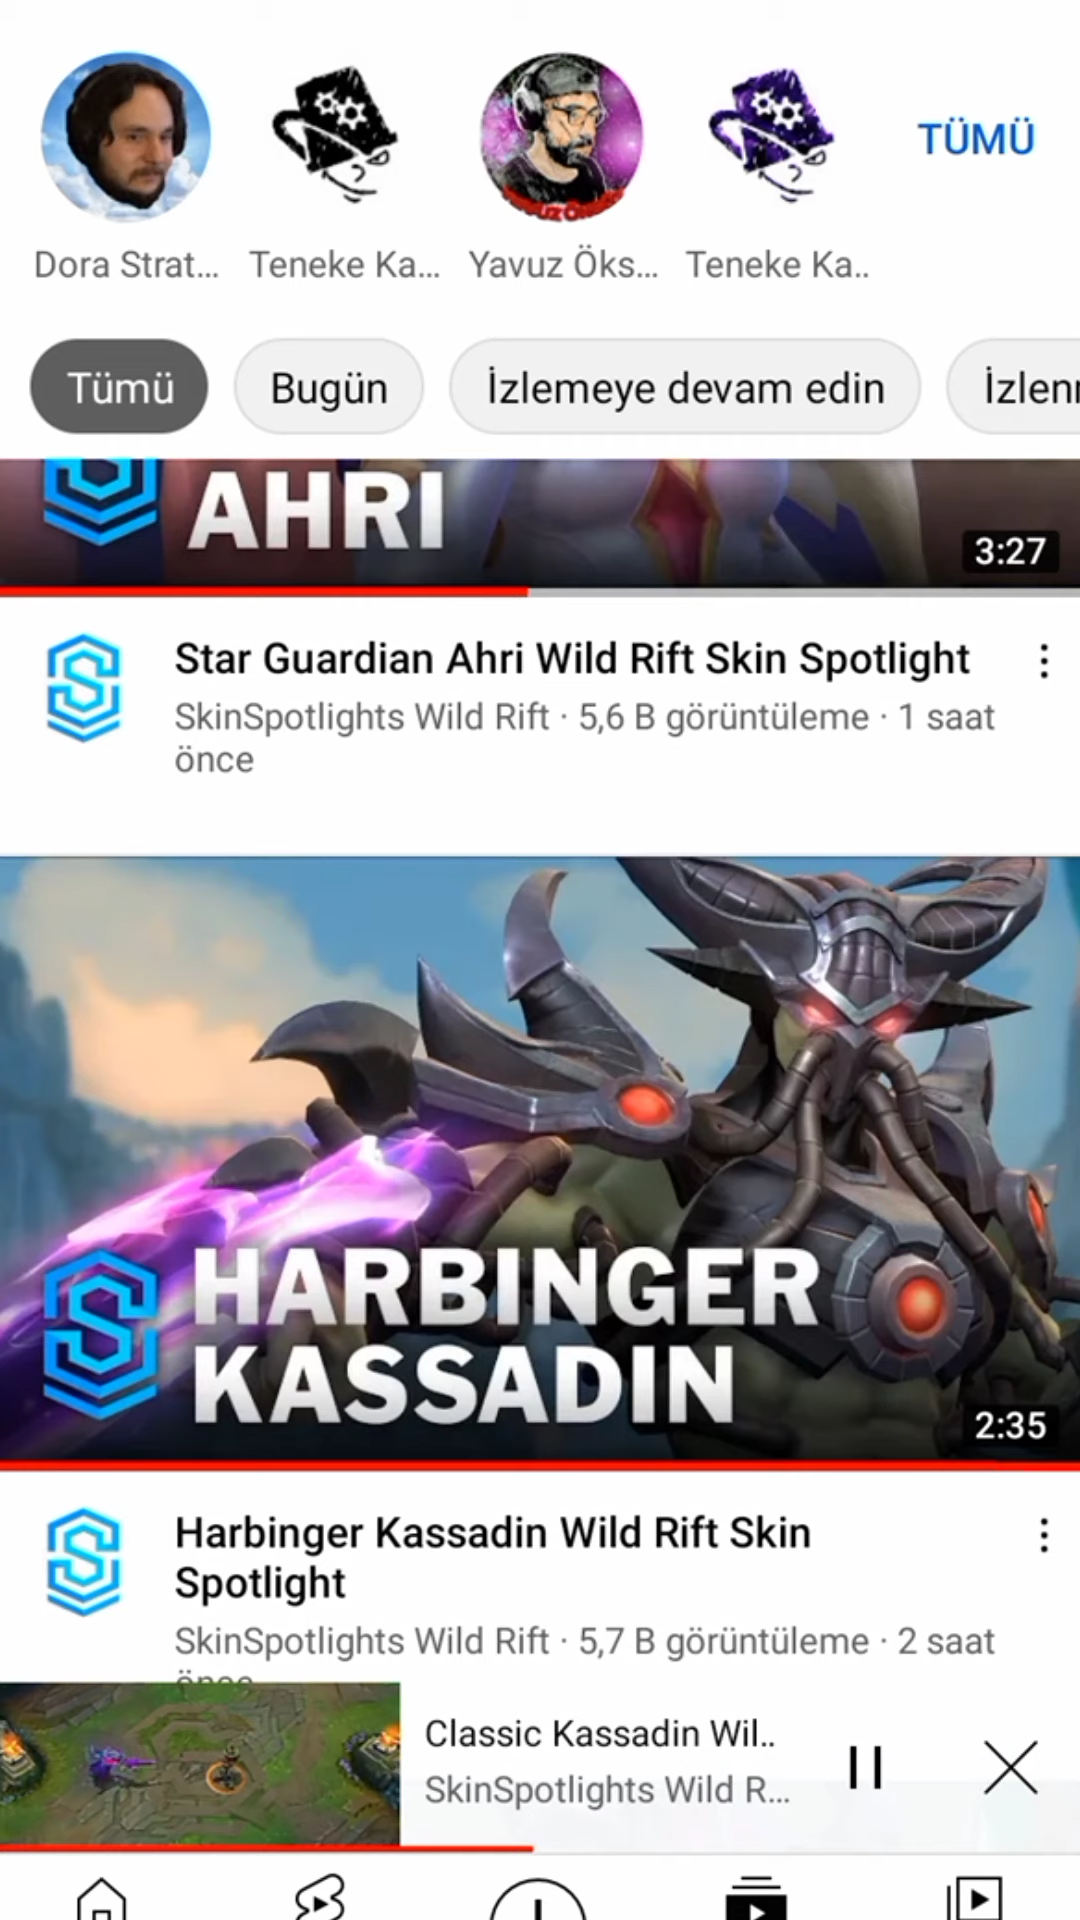 Dora Strat... Teneke Ka... Yavuz Öks... Teneke Ka.. TÜMÜ
Tümü Bugün İzlemeye devam edin
AHRI
3:27
Star Guardian Ahri Wild Rift Skin Spotlight
SkinSpotlights Wild Rift · 5,6 B görüntüleme · 1 saat
önce
HARBINGER
KASSADIN
2:35
Harbinger Kassadin Wild Rift Skin
Spotlight
SkinSpotlights Wild Rift · 5,7 B görüntüleme · 2 saat
önce
Classic Kassadin Wil..
SkinSpotlights Wild R...